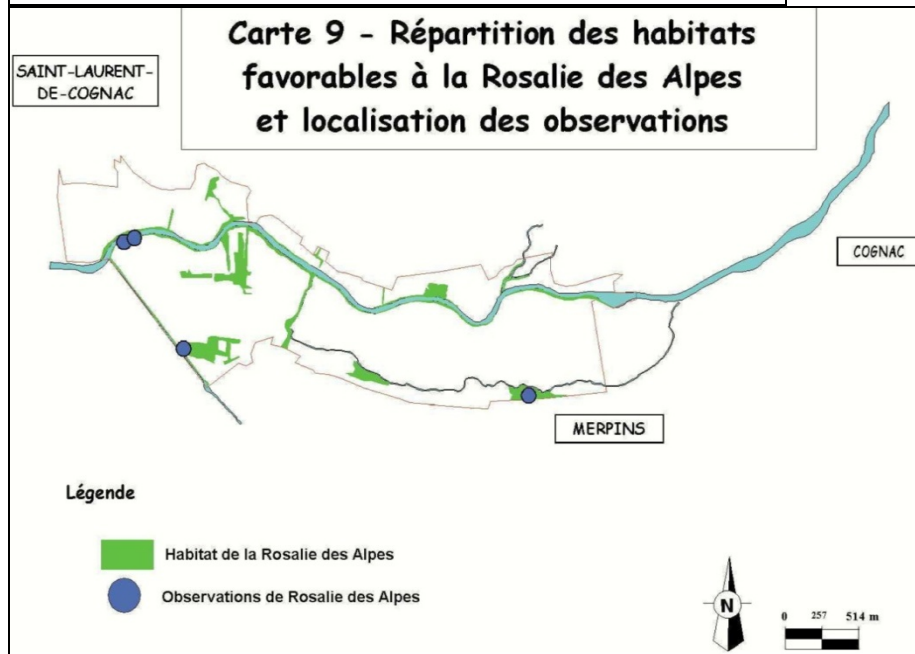 Carte 9 - Répartition des habitats
favorables à la Rosalie des Alpes
et localisation des observations
SAINT-LAURENT-
DE-COGNAC
COGNAC
MERPINS
Légende
Habitat de la Rosalie des Alpes
Observations de Rosalie des Alpes
N
0 257 514 m